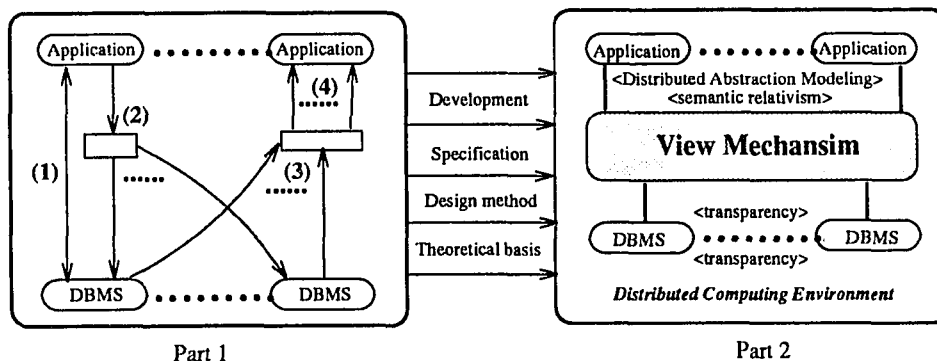 Application
Application
(1)
(2)
(3)
(4)
DBMS
DBMS
Part 1
Development
Specification
Design method
Theoretical basis
Application
Application
<Distributed Abstraction Modeling>
<semantic relativism>
View Mechansim
<transparency>
DBMS
DBMS
<transparency>
Distributed Computing Environment
Part 2